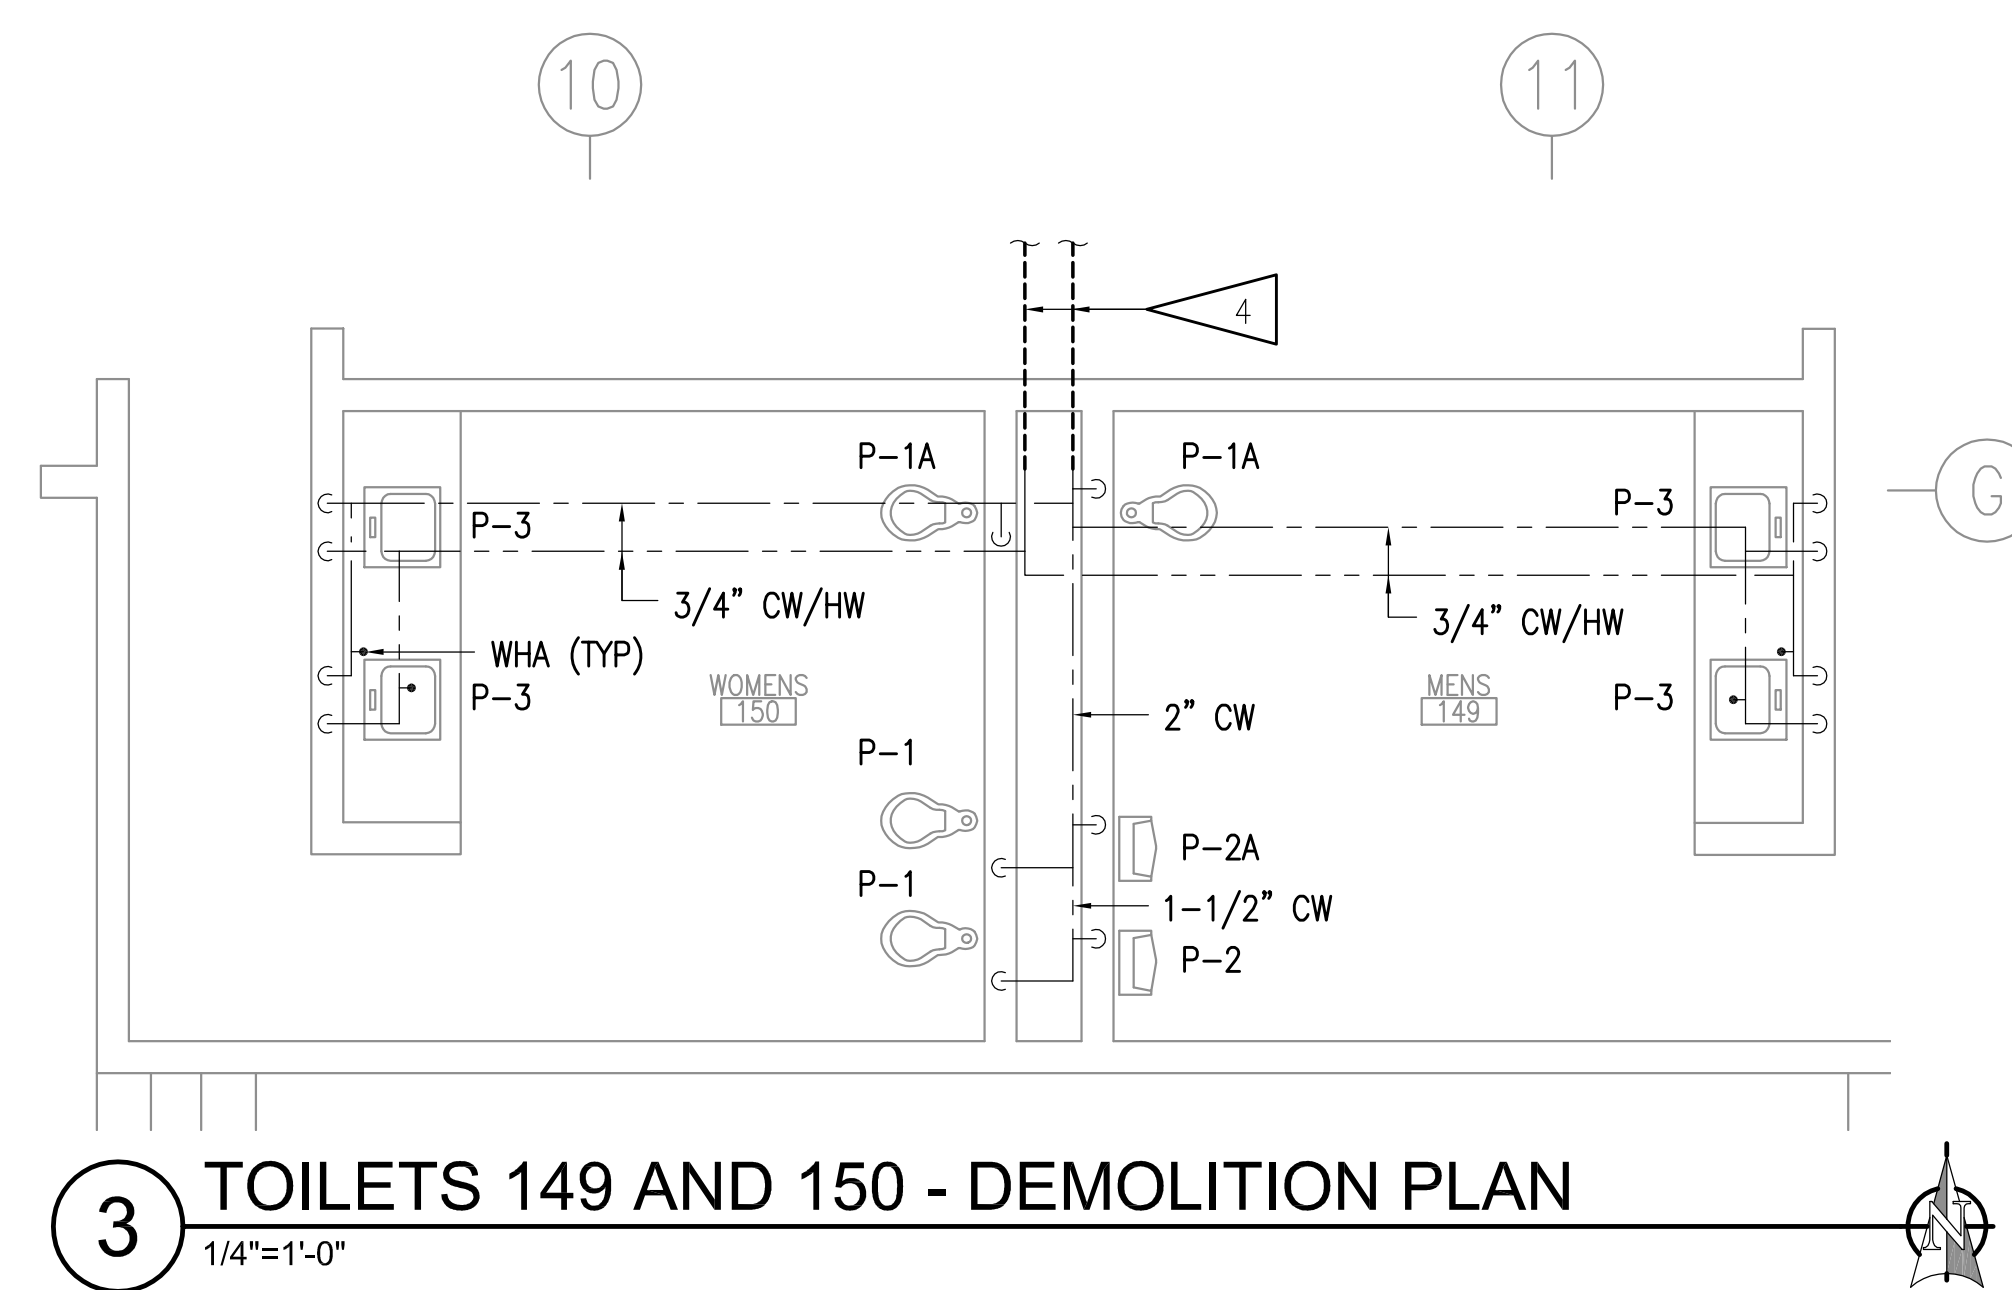 10
11
4
P-1A
P-1A
G
P-3
P-3
3/4” CW/HW
3/4” CW/HW
WHA (TYP)
WOMENS
150
MENS
149
P-3
P-3
2” CW
P-1
P-2A
P-1
1-1/2” CW
P-2
3
TOILETS 149 AND 150 - DEMOLITION PLAN
1/4"=1'-0"
N